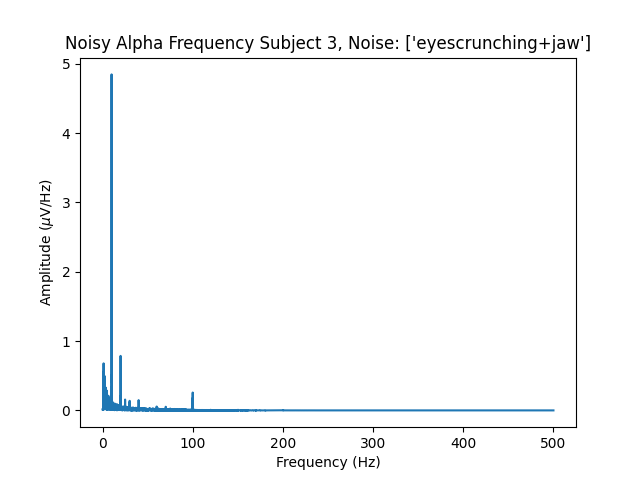 Noisy Alpha Frequency Subject 3, Noise: ['eyescrunching+jaw']
5
4
3
2
1
0
Amplitude (μV/Hz)
0 100 200 300 400 500
Frequency (Hz)